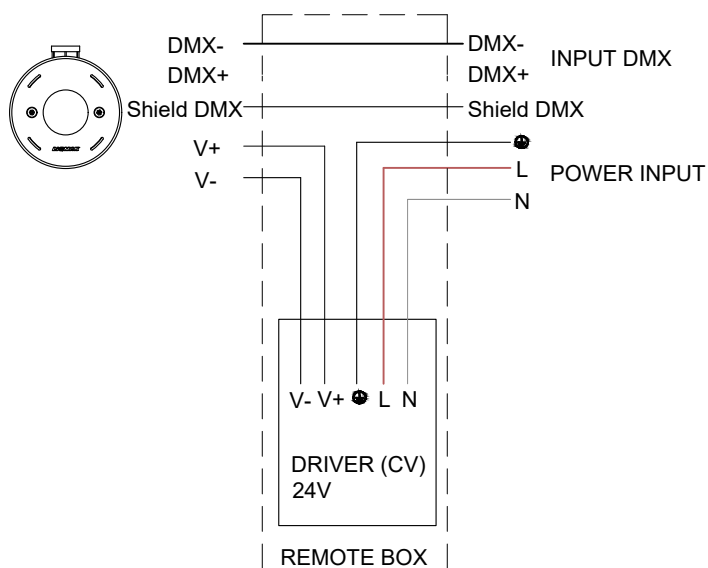 DMX- DMX-
INPUT DMX
DMX+ DMX+
Shield DMX Shield DMX
V+
L POWER INPUT
V-
N
V- V+ L N
DRIVER (CV)
24V
REMOTE BOX